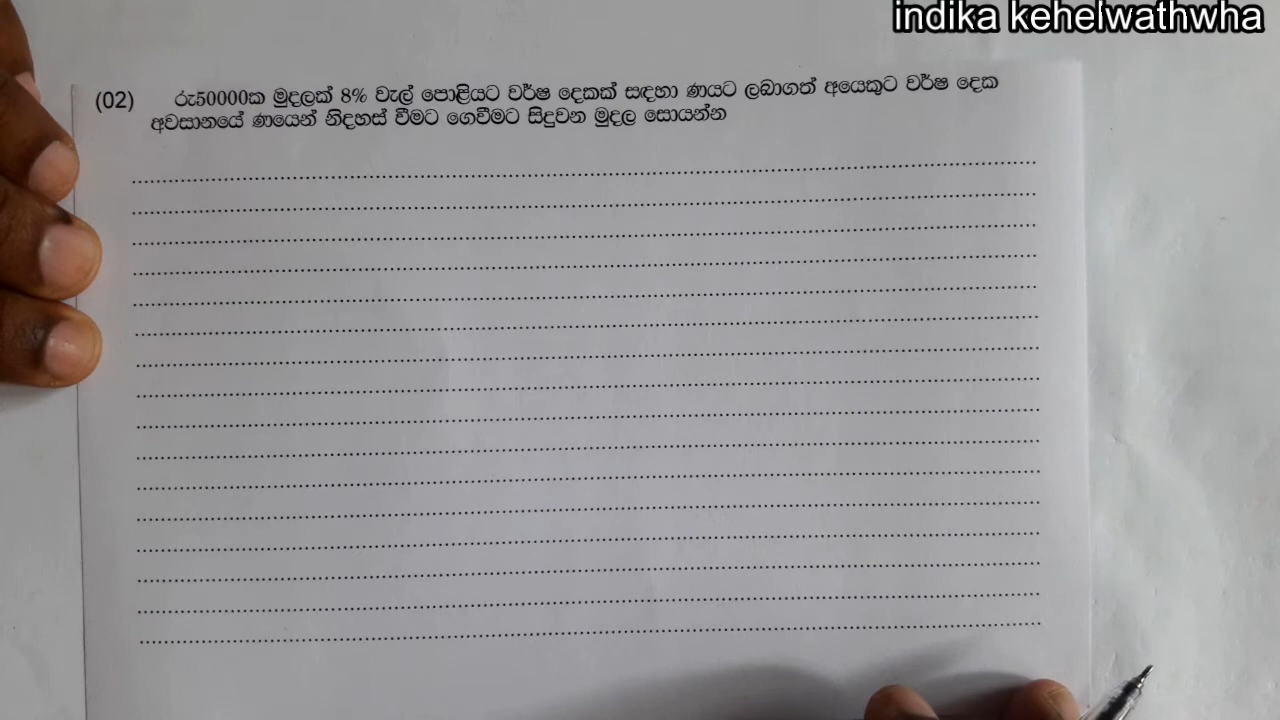 indika kehelwathwha
(02) රු50000ක මුදලක් 8% වැල් පොළියට වර්ෂ දෙකක් සඳහා ණයට ලබාගත් අයෙකුට වර්ෂ දෙක
අවසානයේ ණයෙන් නිදහස් වීමට ගෙවීමට සිදුවන මුදල සොයන්න